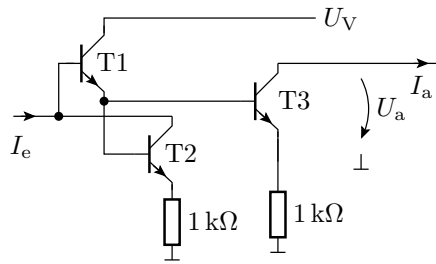 U_V
T1
I_a
T3
U_a
I_e
T2
⊥
1 kΩ
1 kΩ